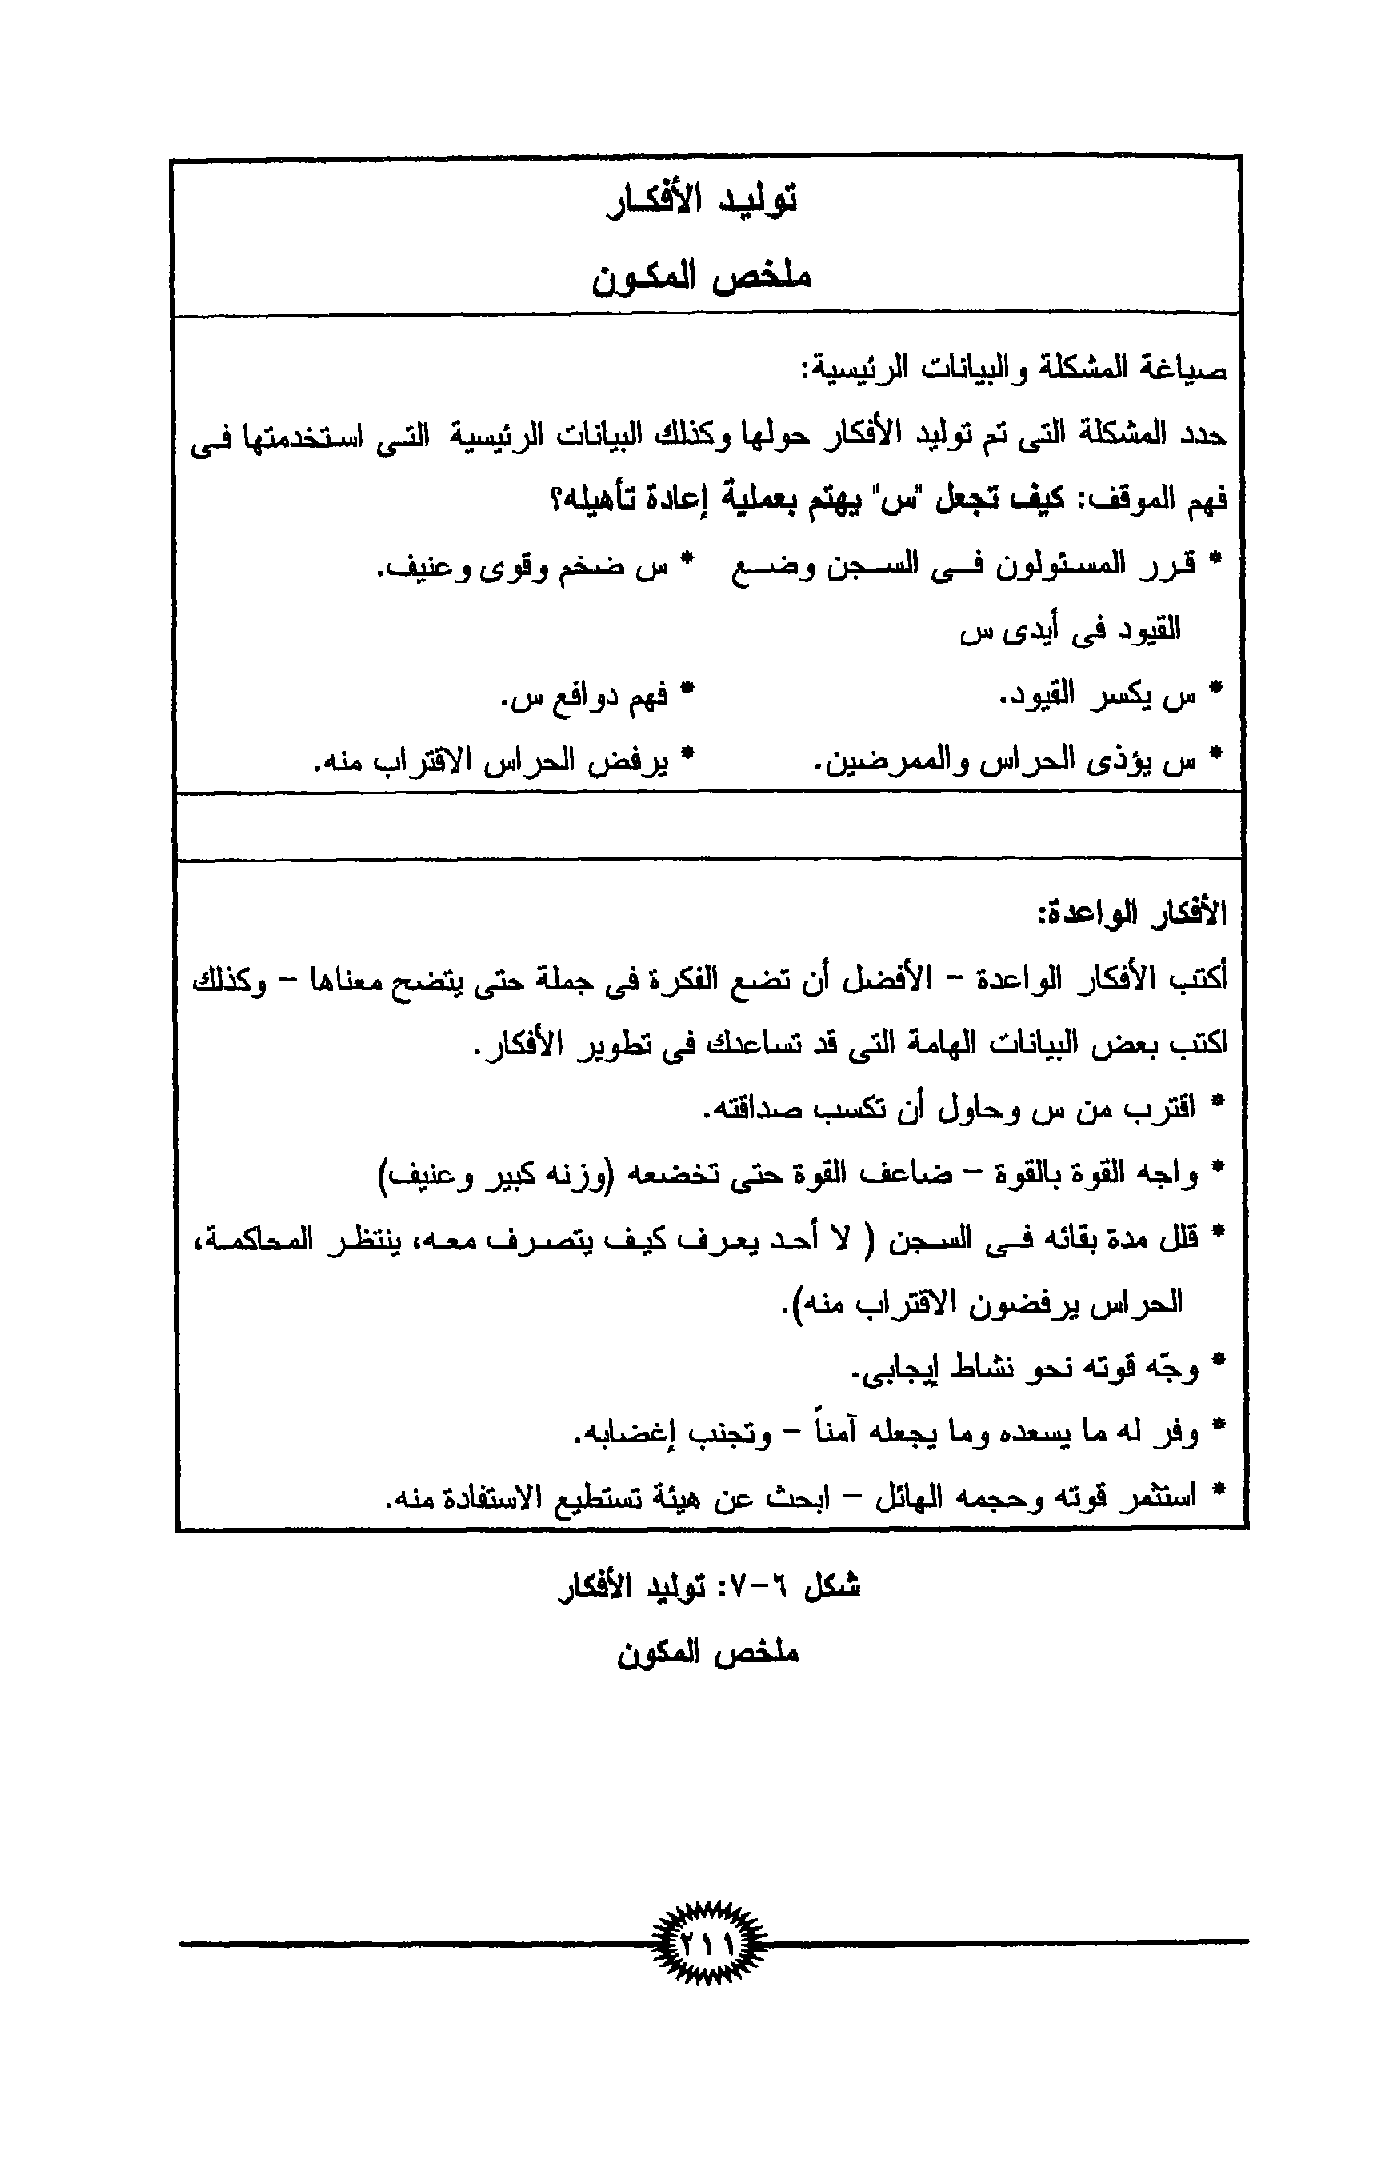 توليد الأفكار
ملخص المكون
صياغة المشكلة والبيانات الرئيسية:
حدد المشكلة التى تم توليد الأفكار حولها وكذلك البيانات الرئيسية التى استخدمتها فى
فهم الموقف: كيف تجعل "س" يهتم بعملية إعادة تأهيله؟
* قرر المسئولون فى السجن وضع * س ضخم وقوى وعنيف.
القيود فى أيدى س
* س يكسر القيود. * فهم دوافع س.
* س يؤذى الحراس والممرضين. * يرفض الحراس الاقتراب منه.
الأفكار الواعدة:
أكتب الأفكار الواعدة - الأفضل أن تضع الفكرة فى جملة حتى يتضح معناها - وكذلك
اكتب بعض البيانات الهامة التى قد تساعدك فى تطوير الأفكار.
* اقترب من س وحاول أن تكسب صداقته.
* واجه القوة بالقوة - ضاعف القوة حتى تخضعه (وزنه كبير وعنيف)
* قلل مدة بقائه فى السجن ( لا أحد يعرف كيف يتصرف معه، ينتظر المحاكمة،
الحراس يرفضون الاقتراب منه).
* وجّه قوته نحو نشاط إيجابى.
* وفر له ما يسعده وما يجعله آمناً - وتجنب إغضابه.
* استثمر قوته وحجمه الهائل - ابحث عن هيئة تستطيع الاستفادة منه.
شكل ٦-٧: توليد الأفكار
ملخص المكون
٢١١